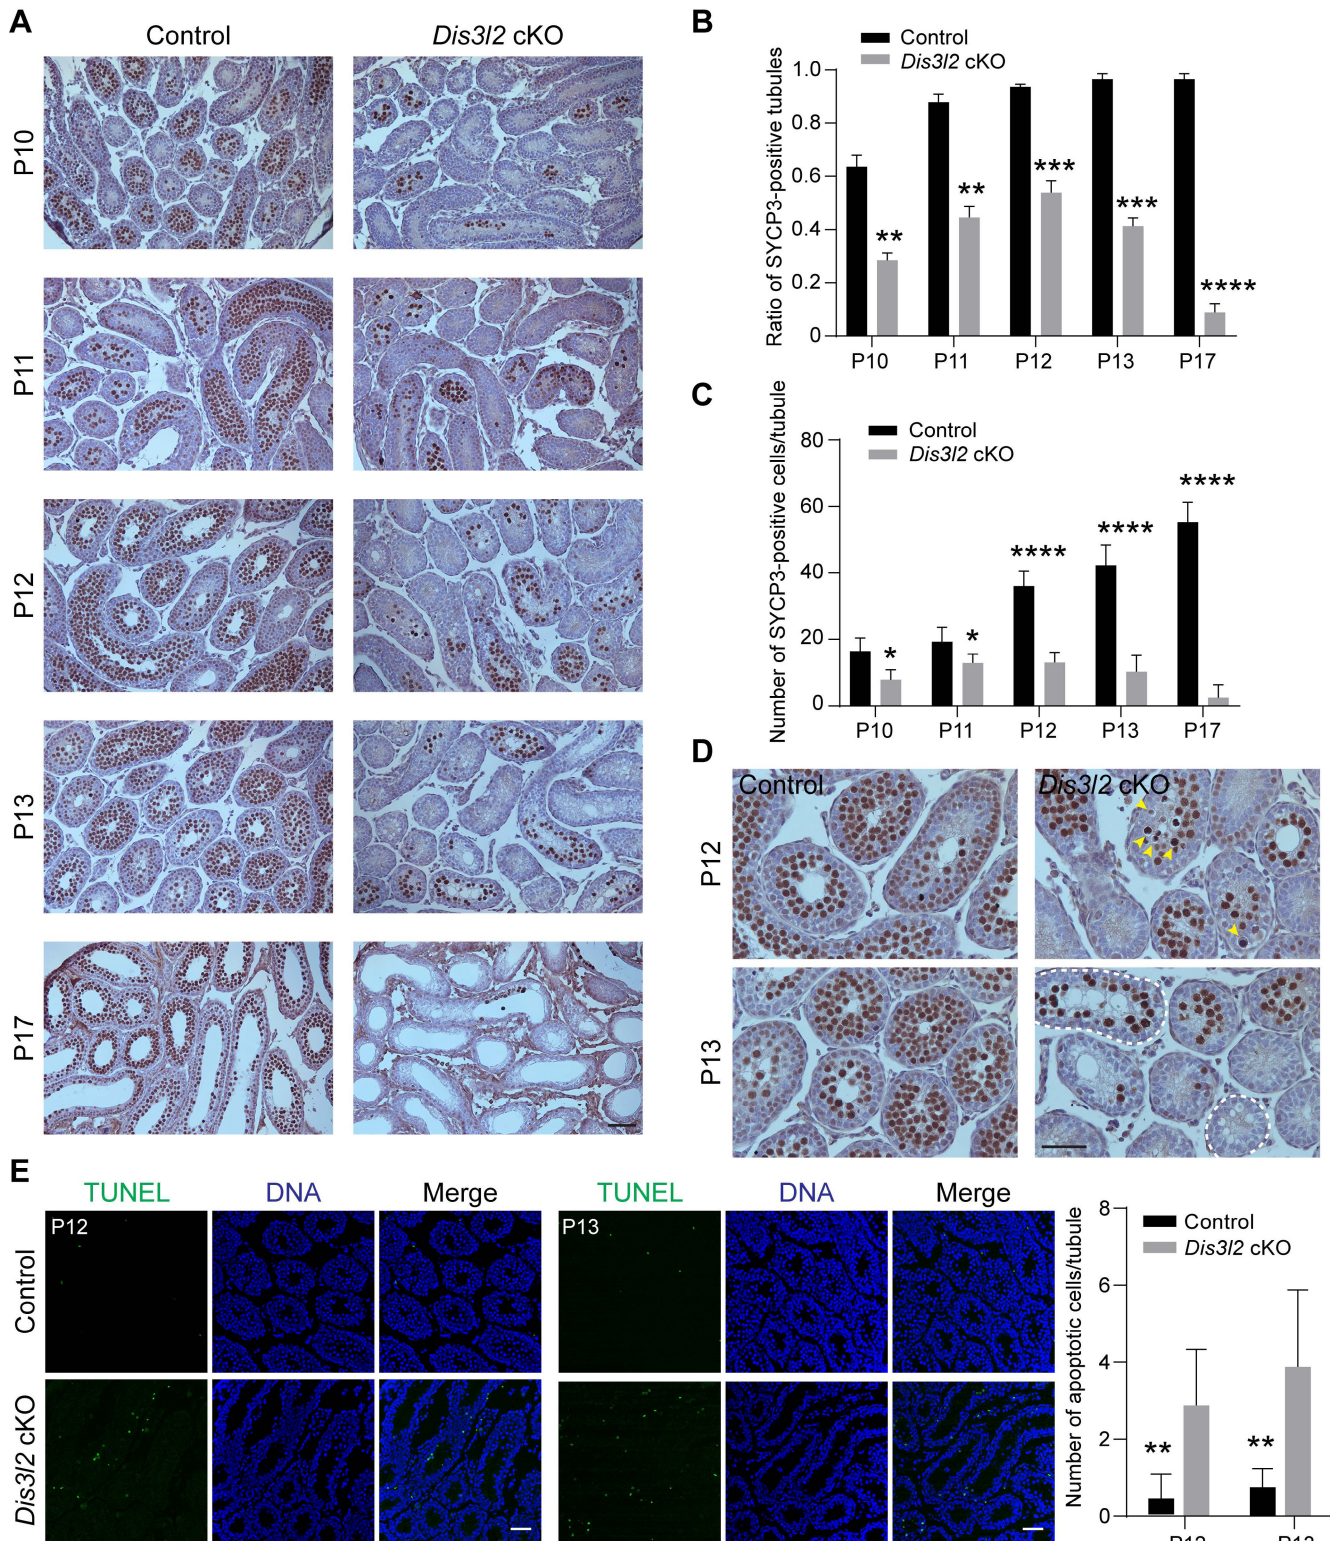 A
Control
Dis3l2 cKO
P10
P11
P12
P13
P17
B
Control
Dis3l2 cKO
Ratio of SYCP3-positive tubules
1.0
0.8
0.6
0.4
0.2
0
**
**
***
***
****
P10 P11 P12 P13 P17
C
Control
Dis3l2 cKO
Number of SYCP3-positive cells/tubule
80
60
40
20
0
*
*
****
****
****
P10 P11 P12 P13 P17
D
Control
Dis3l2 cKO
P12
P13
E
TUNEL DNA Merge TUNEL DNA Merge
P12
P13
Control
Dis3l2 cKO
Number of apoptotic cells/tubule
8
6
4
2
0
Control
Dis3l2 cKO
**
**
P12 P13